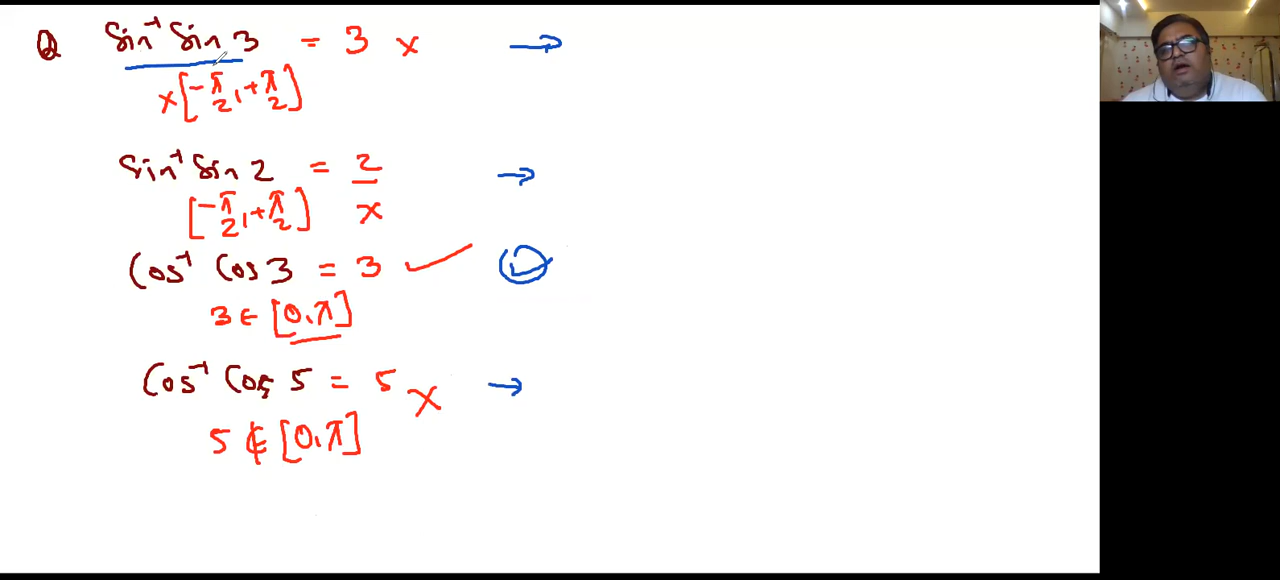 Q sin⁻¹ sin 3 = 3 × →
×[-π/2, +π/2]
sin⁻¹ sin 2 = 2 →
[-π/2, +π/2] ×
Cos⁻¹ Cos 3 = 3 ✓ ✓
3 ∈ [0, π]
Cos⁻¹ Cos 5 = 5 × →
5 ∉ [0, π]